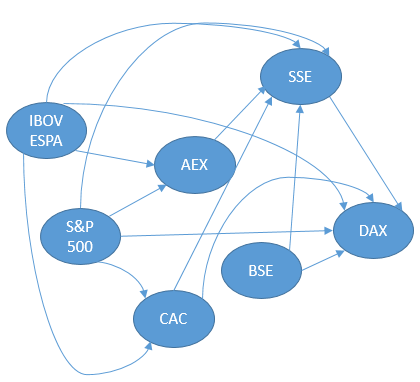 SSE
IBOV
ESPA
AEX
S&P
500
DAX
BSE
CAC